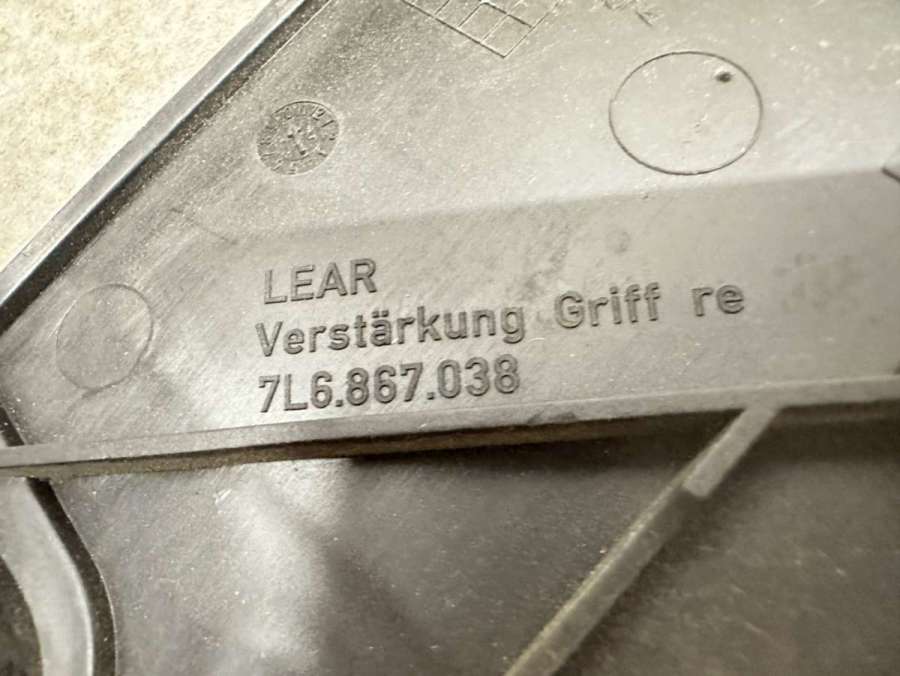 LEAR
Verstärkung Griff re
7L6.867.038